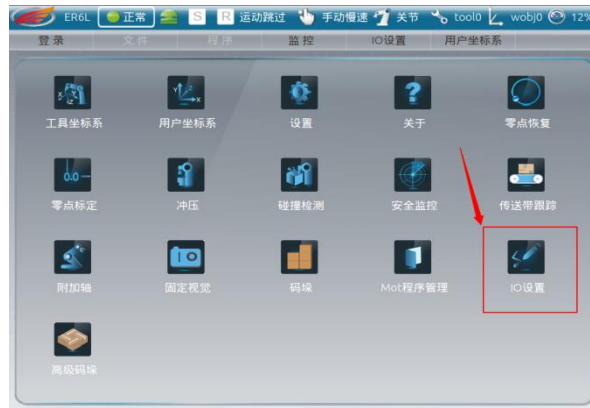 ER6L 正常 S R 运动跳过 手动慢速 关节 tool0 wobj0 12%
登录 文件 程序 监控 IO设置 用户坐标系
工具坐标系 用户坐标系 设置 关于 零点恢复
0.0
零点标定 冲压 碰撞检测 安全监控 传送带跟踪
附加轴 固定视觉 码垛 Mot程序管理 IO设置
高级码垛